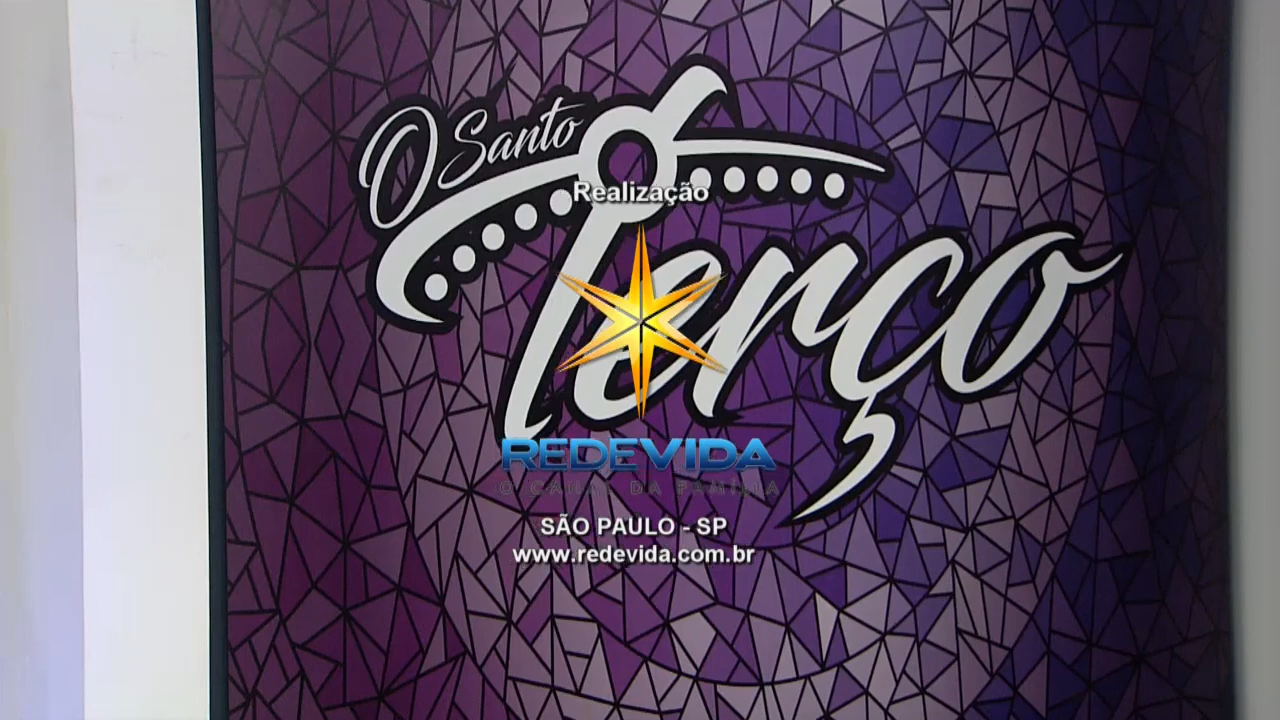 O Santo
Terço
Realização
REDEVIDA
O CANAL DA FAMÍLIA
SÃO PAULO - SP
www.redevida.com.br